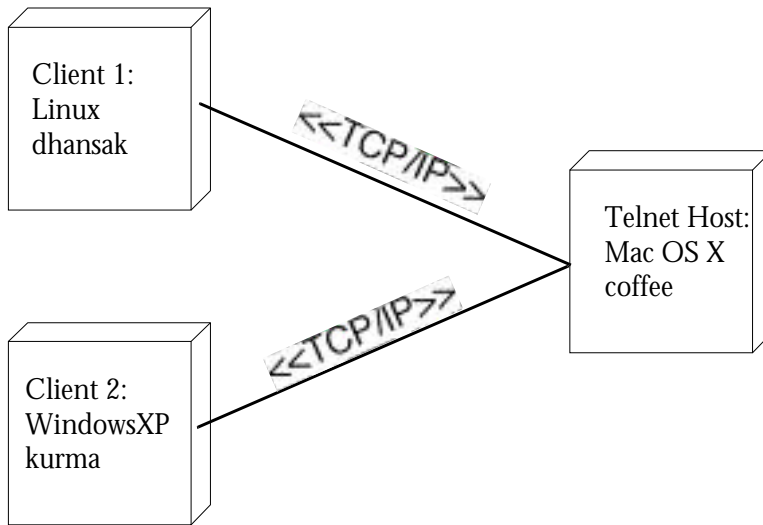 Client 1:
Linux
dhansak
<<TCP/IP>>
Telnet Host:
Mac OS X
coffee
<<TCP/IP>>
Client 2:
WindowsXP
kurma